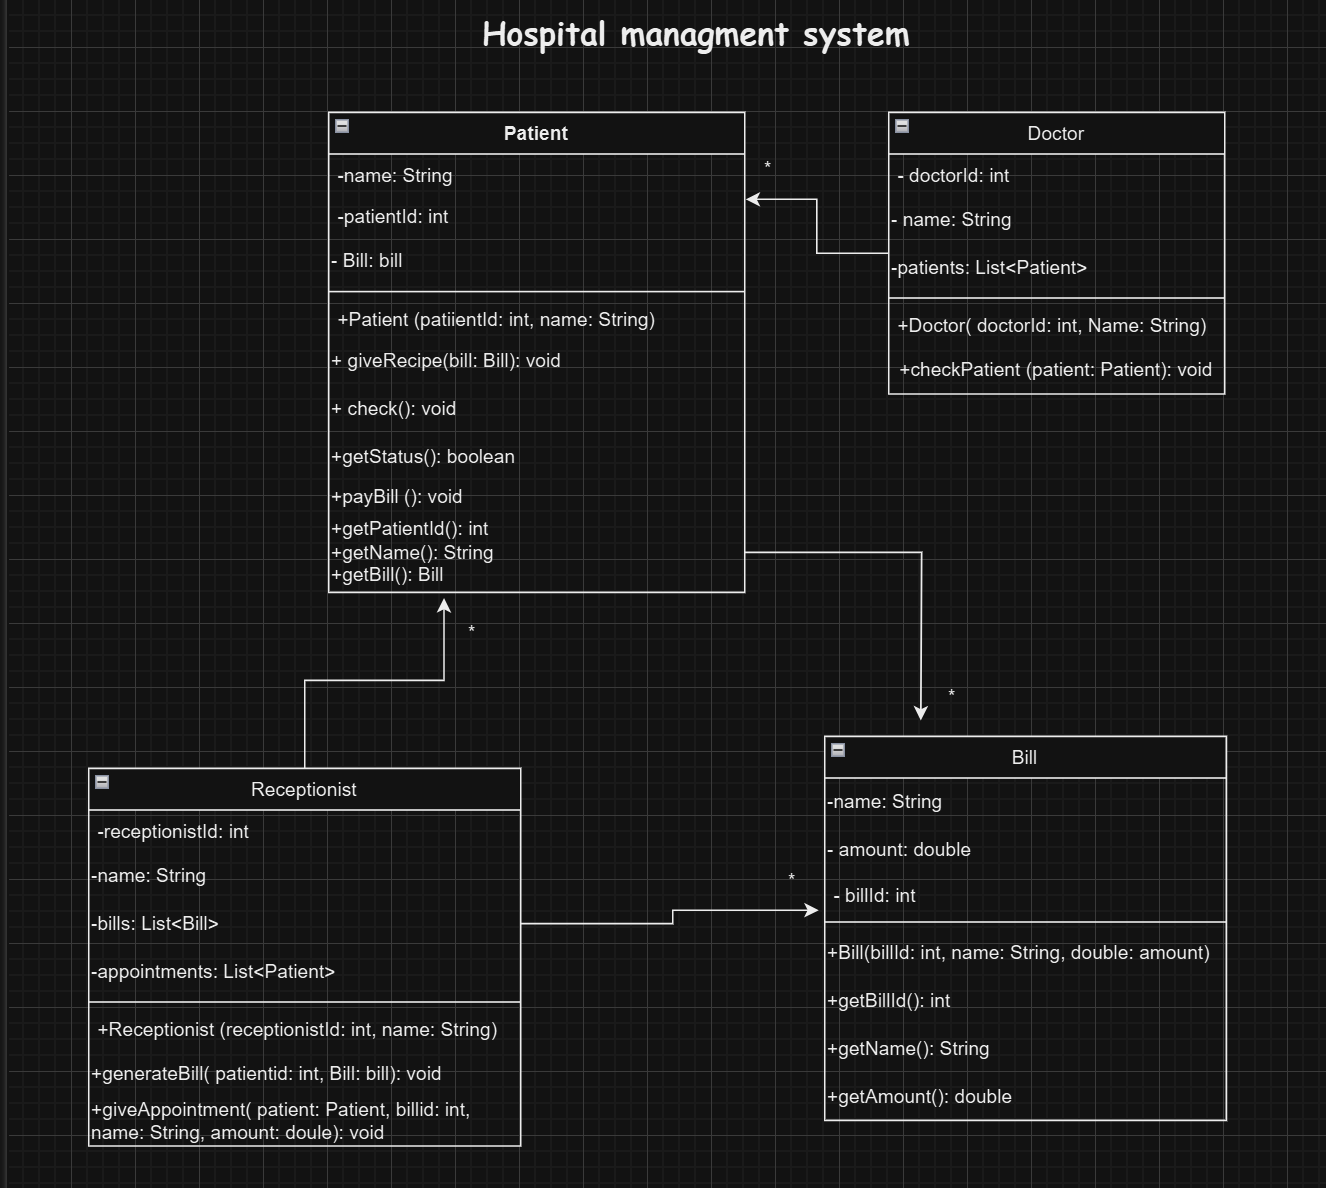 Hospital managment system
Patient
-name: String
-patientId: int
- Bill: bill
+Patient (patiientId: int, name: String)
+ giveRecipe(bill: Bill): void
+ check(): void
+getStatus(): boolean
+payBill (): void
+getPatientId(): int
+getName(): String
+getBill(): Bill
*
Doctor
- doctorId: int
- name: String
-patients: List<Patient>
+Doctor( doctorId: int, Name: String)
+checkPatient (patient: Patient): void
*
*
Receptionist
-receptionistId: int
-name: String
-bills: List<Bill>
-appointments: List<Patient>
+Receptionist (receptionistId: int, name: String)
+generateBill( patientid: int, Bill: bill): void
+giveAppointment( patient: Patient, billid: int,
name: String, amount: doule): void
*
Bill
-name: String
- amount: double
- billId: int
+Bill(billId: int, name: String, double: amount)
+getBillId(): int
+getName(): String
+getAmount(): double